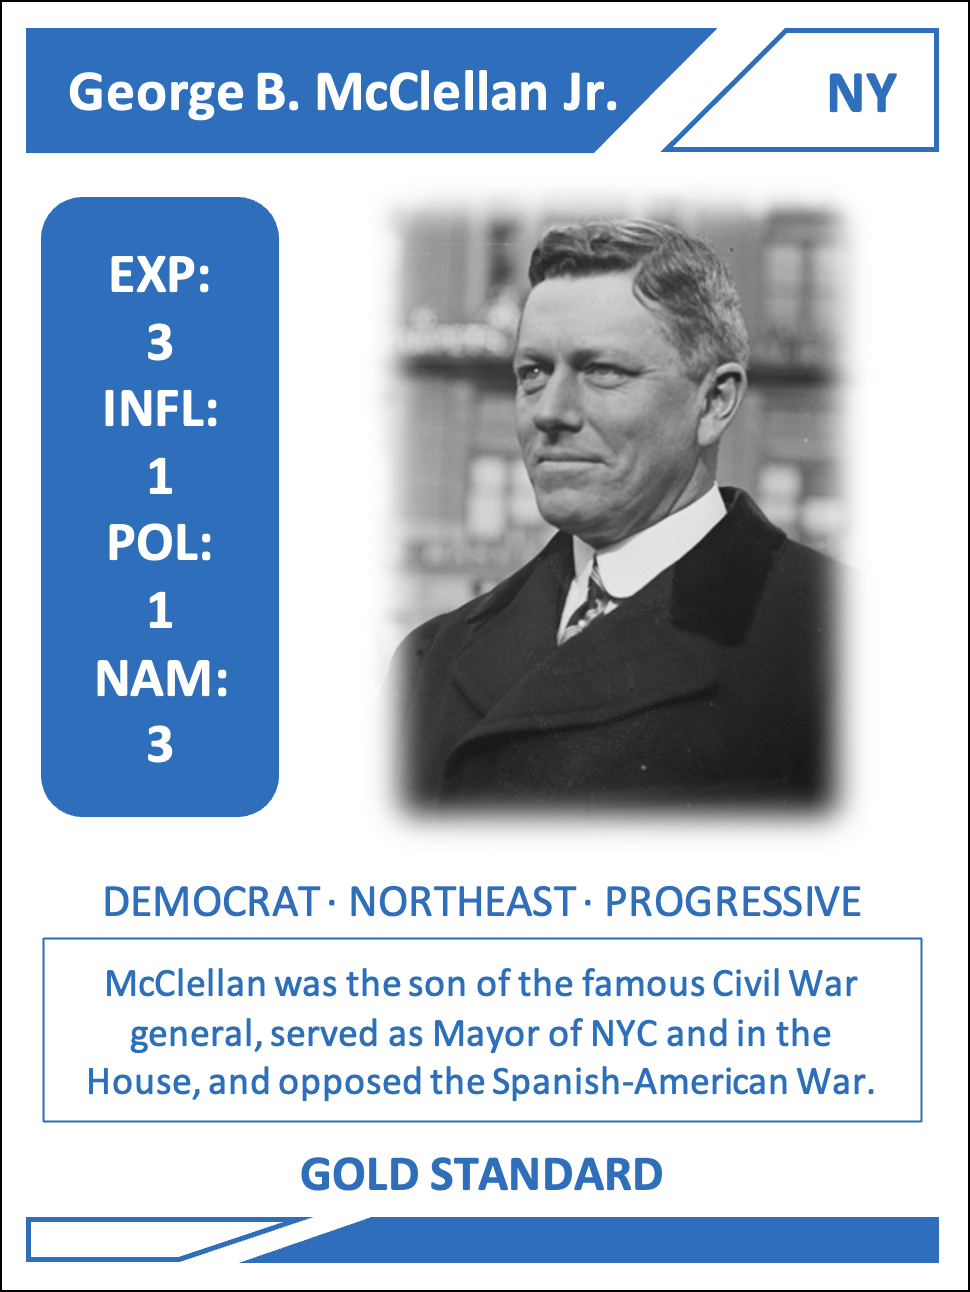 George B. McClellan Jr.
NY
EXP:
3
INFL:
1
POL:
1
NAM:
3
DEMOCRAT · NORTHEAST · PROGRESSIVE
McClellan was the son of the famous Civil War
general, served as Mayor of NYC and in the
House, and opposed the Spanish-American War.
GOLD STANDARD